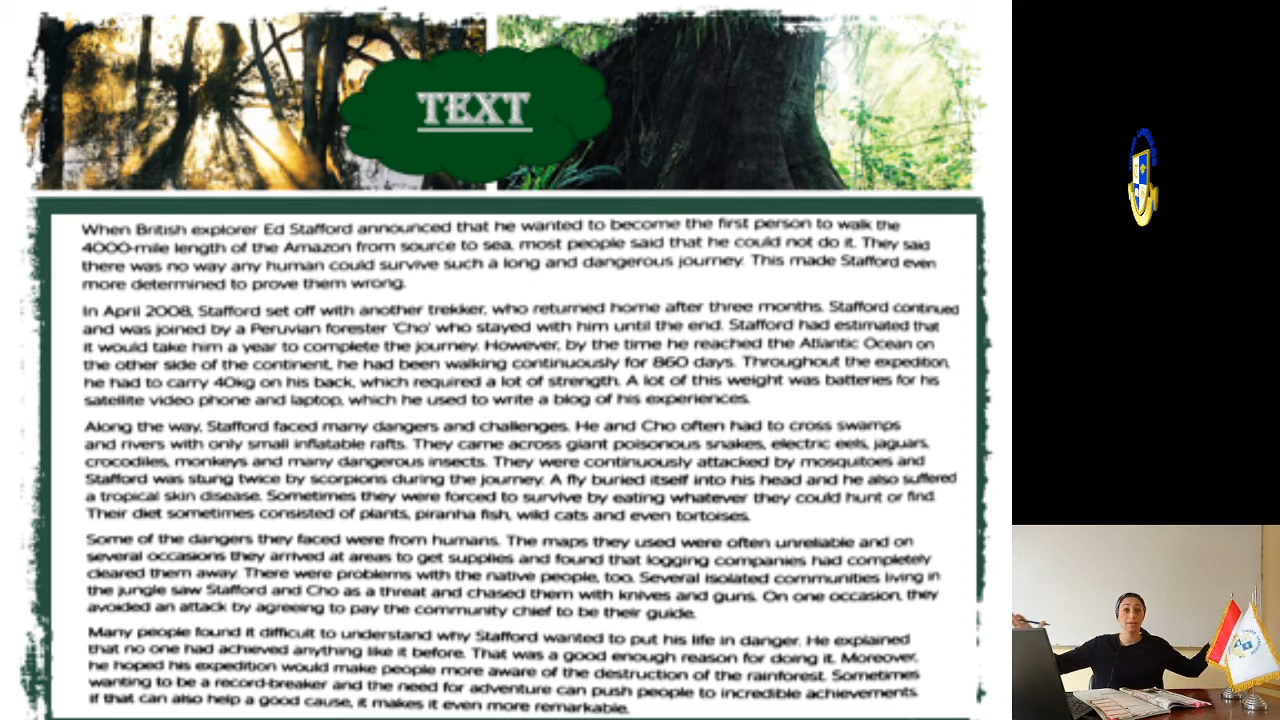 TEXT
When British explorer Ed Stafford announced that he wanted to become the first person to walk the
4000-mile length of the Amazon from source to sea, most people said that he could not do it. They said
there was no way any human could survive such a long and dangerous journey. This made Stafford even
more determined to prove them wrong.
In April 2008, Stafford set off with another trekker, who returned home after three months. Stafford continued
and was joined by a Peruvian forester 'Cho' who stayed with him until the end. Stafford had estimated that
it would take him a year to complete the journey. However, by the time he reached the Atlantic Ocean on
the other side of the continent, he had been walking continuously for 860 days. Throughout the expedition,
he had to carry 40kg on his back, which required a lot of strength. A lot of this weight was batteries for his
satellite video phone and laptop, which he used to write a blog of his experiences.
Along the way, Stafford faced many dangers and challenges. He and Cho often had to cross swamps
and rivers with only small inflatable rafts. They came across giant poisonous snakes, electric eels, jaguars,
crocodiles, monkeys and many dangerous insects. They were continuously attacked by mosquitoes and
Stafford was stung twice by scorpions during the journey. A fly buried itself into his head and he also suffered
a tropical skin disease. Sometimes they were forced to survive by eating whatever they could hunt or find.
Their diet sometimes consisted of plants, piranha fish, wild cats and even tortoises.
Some of the dangers they faced were from humans. The maps they used were often unreliable and on
several occasions they arrived at areas to get supplies and found that logging companies had completely
cleared them away. There were problems with the native people, too. Several isolated communities living in
the jungle saw Stafford and Cho as a threat and chased them with knives and guns. On one occasion, they
avoided an attack by agreeing to pay the community chief to be their guide.
Many people found it difficult to understand why Stafford wanted to put his life in danger. He explained
that no one had achieved anything like it before. That was a good enough reason for doing it. Moreover,
he hoped his expedition would make people more aware of the destruction of the rainforest. Sometimes
wanting to be a record-breaker and the need for adventure can push people to incredible achievements.
If that can also help a good cause, it makes it even more remarkable.